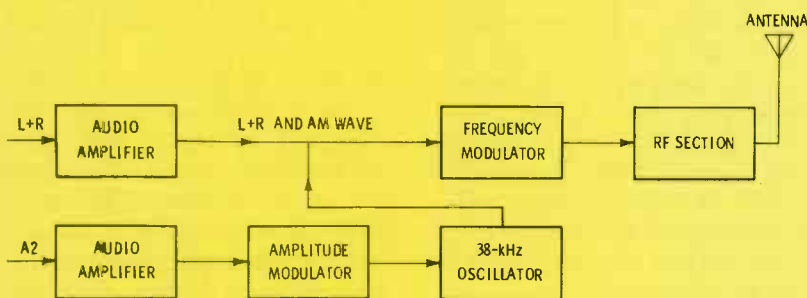 ANTENNA
L+R
AUDIO
AMPLIFIER
L+R AND AM WAVE
FREQUENCY
MODULATOR
RF SECTION
A2
AUDIO
AMPLIFIER
AMPLITUDE
MODULATOR
38-kHz
OSCILLATOR